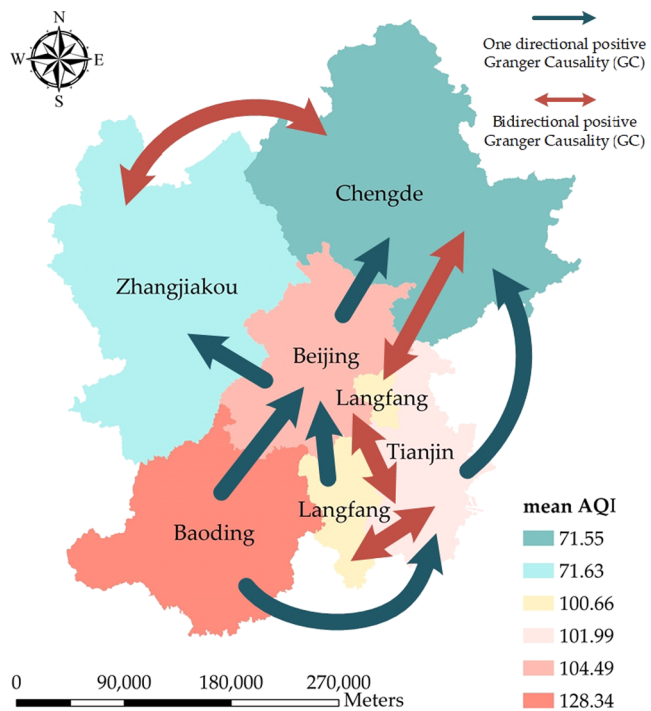 N
W
E
S
One directional positive
Granger Causality (GC)
Bidirectional positive
Granger Causality (GC)
Chengde
Zhangjiakou
Beijing
Langfang
Tianjin
Langfang
Baoding
mean AQI
71.55
71.63
100.66
101.99
104.49
128.34
0 90,000 180,000 270,000
Meters